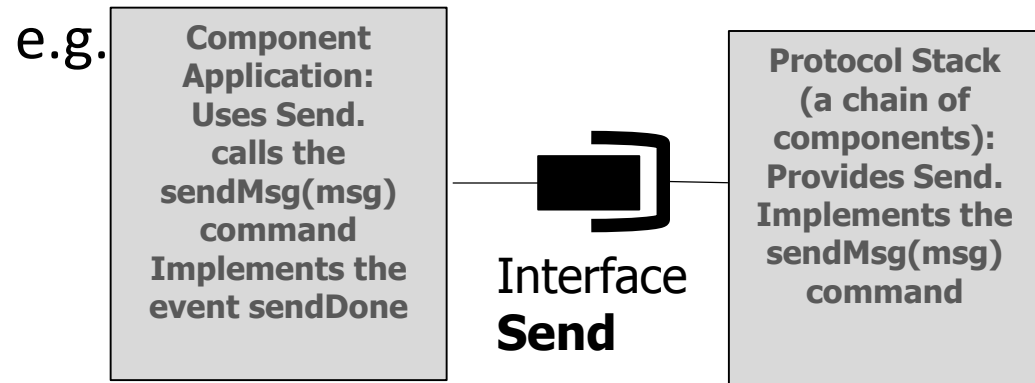 e.g.
Component
Application:
Uses Send.
calls the
sendMsg(msg)
command
Implements the
event sendDone
Interface
Send
Protocol Stack
(a chain of
components):
Provides Send.
Implements the
sendMsg(msg)
command